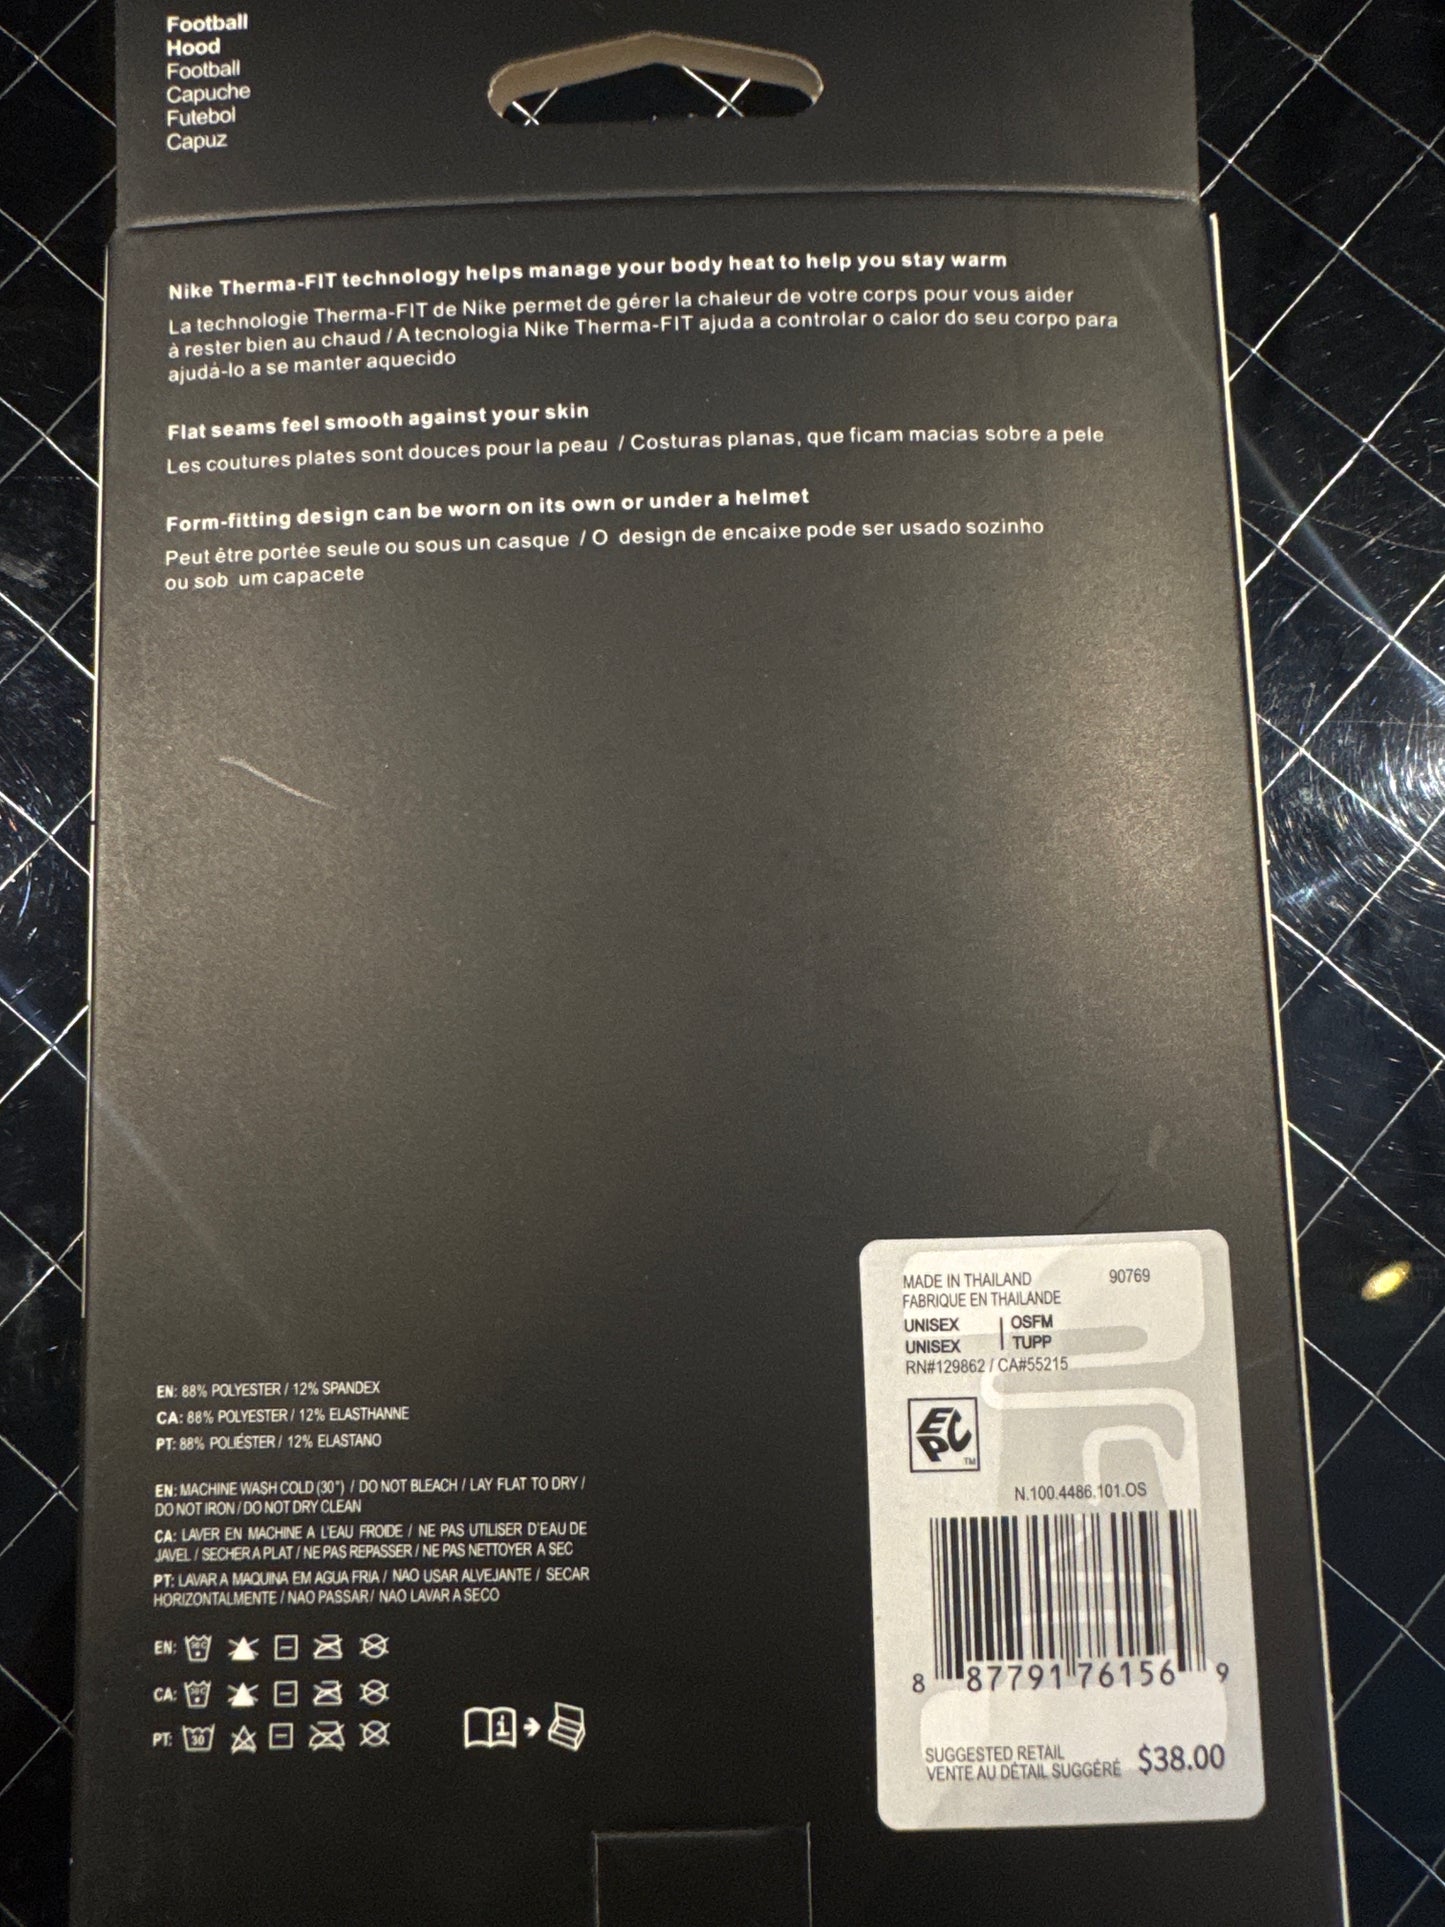 Football
Hood
Football
Capuche
Futebol
Capuz
Nike Therma-FIT technology helps manage your body heat to help you stay warm
La technologie Therma-FIT de Nike permet de gérer la chaleur de votre corps pour vous aider
à rester bien au chaud / A tecnologia Nike Therma-FIT ajuda a controlar o calor do seu corpo para
ajudá-lo a se manter aquecido
Flat seams feel smooth against your skin
Les coutures plates sont douces pour la peau / Costuras planas, que ficam macias sobre a pele
Form-fitting design can be worn on its own or under a helmet
Peut être portée seule ou sous un casque / O design de encaixe pode ser usado sozinho
ou sob um capacete
EN: 88% POLYESTER / 12% SPANDEX
CA: 88% POLYESTER / 12% ELASTHANNE
PT: 88% POLIÉSTER / 12% ELASTANO
EN: MACHINE WASH COLD (30°) / DO NOT BLEACH / LAY FLAT TO DRY /
DO NOT IRON / DO NOT DRY CLEAN
CA: LAVER EN MACHINE A L'EAU FROIDE / NE PAS UTILISER D'EAU DE
JAVEL / SECHER A PLAT / NE PAS REPASSER / NE PAS NETTOYER A SEC
PT: LAVAR A MAQUINA EM AGUA FRIA / NAO USAR ALVEJANTE / SECAR
HORIZONTALMENTE / NAO PASSAR / NAO LAVAR A SECO
EN: 30C
CA: 30C
PT: 30
MADE IN THAILAND 90769
FABRIQUE EN THAILANDE
UNISEX | OSFM
UNISEX | TUPP
RN#129862 / CA#55215
EPC TM
N.100.4486.101.OS
8 87791 76156 9
SUGGESTED RETAIL
VENTE AU DÉTAIL SUGGÉRÉ $38.00